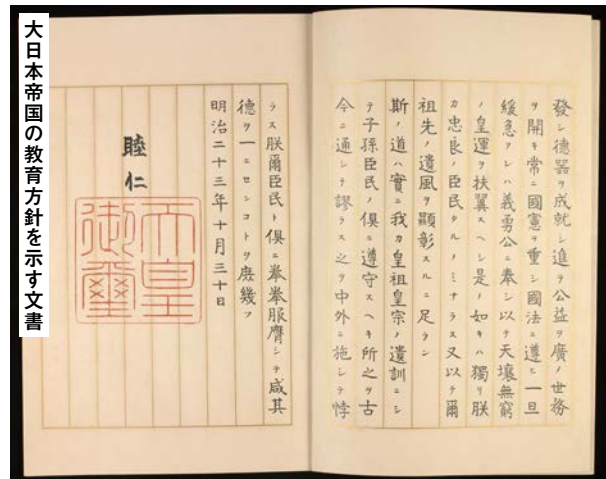 發シ德器ヲ成就シ進テ公益ヲ廣メ世務
ヲ開キ常ニ國憲ヲ重シ國法ニ遵ヒ一旦
緩急アレハ義勇公ニ奉シ以テ天壤無窮
ノ皇運ヲ扶翼スヘシ是ノ如キハ獨リ朕
カ忠良ノ臣民タルノミナラス又以テ爾
祖先ノ遺風ヲ顯彰スルニ足ラン
斯ノ道ハ實ニ我カ皇祖皇宗ノ遺訓ニシ
テ子孫臣民ノ俱ニ遵守スヘキ所之ヲ古
今ニ通シテ謬ラス之ヲ中外ニ施シテ悖
ラス朕爾臣民ト俱ニ拳拳服膺シテ咸其
德ヲ一ニセンコトヲ庶幾フ
明治二十三年十月三十日
睦仁
天皇
御璽
大日本帝国の教育方針を示す文書